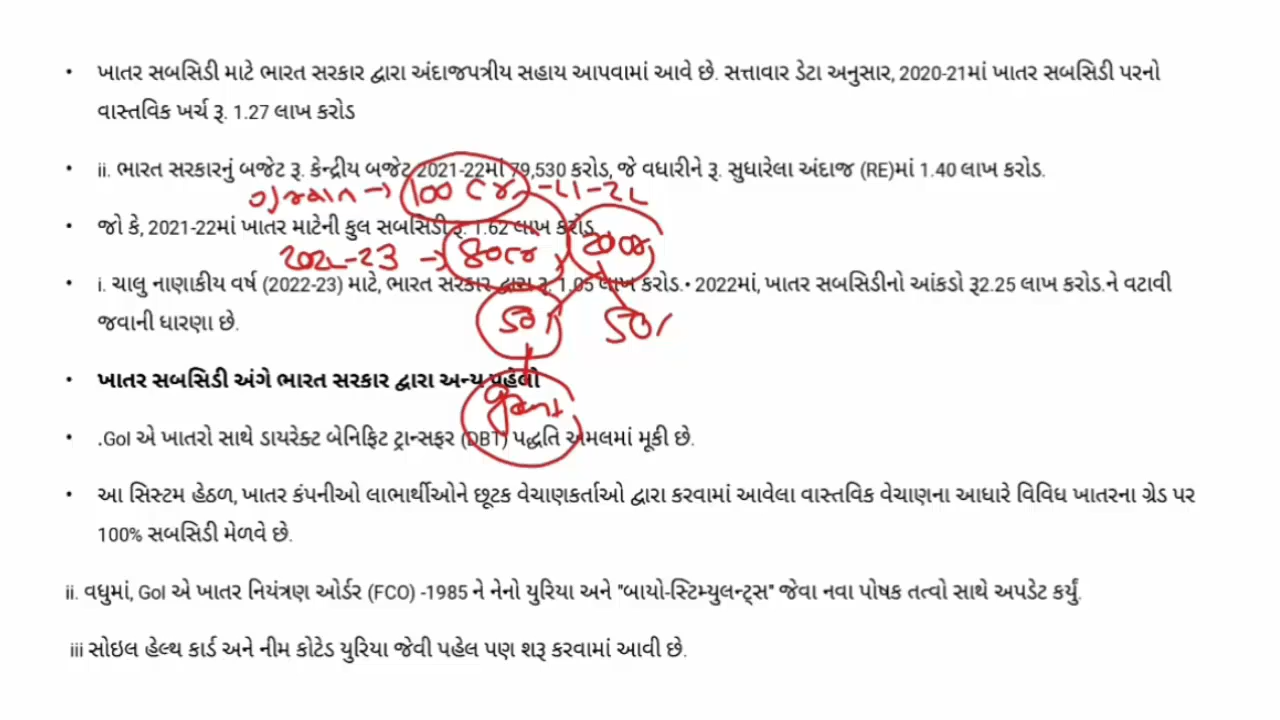 • ખાતર સબસિડી માટે ભારત સરકાર દ્વારા અંદાજપત્રીય સહાય આપવામાં આવે છે. સત્તાવાર ડેટા અનુસાર, 2020-21માં ખાતર સબસિડી પરનો
વાસ્તવિક ખર્ચ રૂ. 1.27 લાખ કરોડ
• ii. ભારત સરકારનું બજેટ રૂ. કેન્દ્રીય બજેટ 2021-22માં 79,530 કરોડ, જે વધારીને રૂ. સુધારેલા અંદાજ (RE)માં 1.40 લાખ કરોડ.
100 Cr
• જો કે, 2021-22માં ખાતર માટેની કુલ સબસિડી રૂ. 1.62 લાખ કરોડ
2022-23 → 80Cr
• i. ચાલુ નાણાકીય વર્ષ (2022-23) માટે, ભારત સરકાર દ્વારા રૂ. 1.05 લાખ કરોડ.• 2022માં, ખાતર સબસિડીનો આંકડો રૂ2.25 લાખ કરોડ.ને વટાવી
જવાની ધારણા છે.
50% 50%
• ખાતર સબસિડી અંગે ભારત સરકાર દ્વારા અન્ય પહેલો
• .GoI એ ખાતરો સાથે ડાયરેક્ટ બેનિફિટ ટ્રાન્સફર (DBT) પદ્ધતિ અમલમાં મૂકી છે.
• આ સિસ્ટમ હેઠળ, ખાતર કંપનીઓ લાભાર્થીઓને છૂટક વેચાણકર્તાઓ દ્વારા કરવામાં આવેલા વાસ્તવિક વેચાણના આધારે વિવિધ ખાતરના ગ્રેડ પર
100% સબસિડી મેળવે છે.
ii. વધુમાં, GoI એ ખાતર નિયંત્રણ ઓર્ડર (FCO) -1985 ને નેનો યુરિયા અને "બાયો-સ્ટિમ્યુલન્ટ્સ" જેવા નવા પોષક તત્વો સાથે અપડેટ કર્યું.
iii સોઇલ હેલ્થ કાર્ડ અને નીમ કોટેડ યુરિયા જેવી પહેલ પણ શરૂ કરવામાં આવી છે.